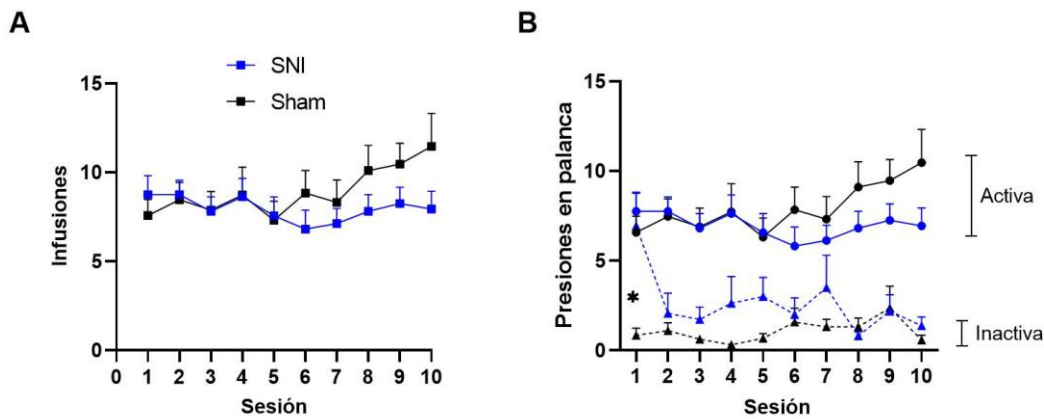 A
SNI
Sham
Infusiones
15
10
5
0
0 1 2 3 4 5 6 7 8 9 10
Sesión
B
Presiones en palanca
15
10
5
0
*
1 2 3 4 5 6 7 8 9 10
Sesión
Activa
Inactiva